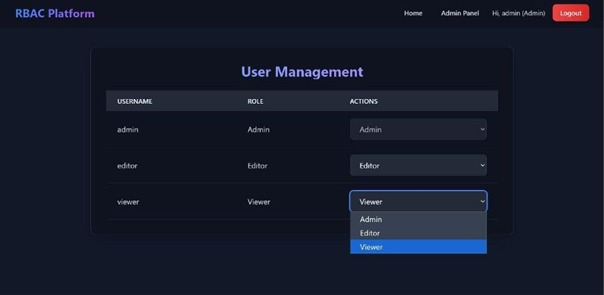 RBAC Platform Home Admin Panel Hi, admin (Admin) Logout
User Management
USERNAME ROLE ACTIONS
admin Admin Admin
editor Editor Editor
viewer Viewer Viewer
Admin
Editor
Viewer